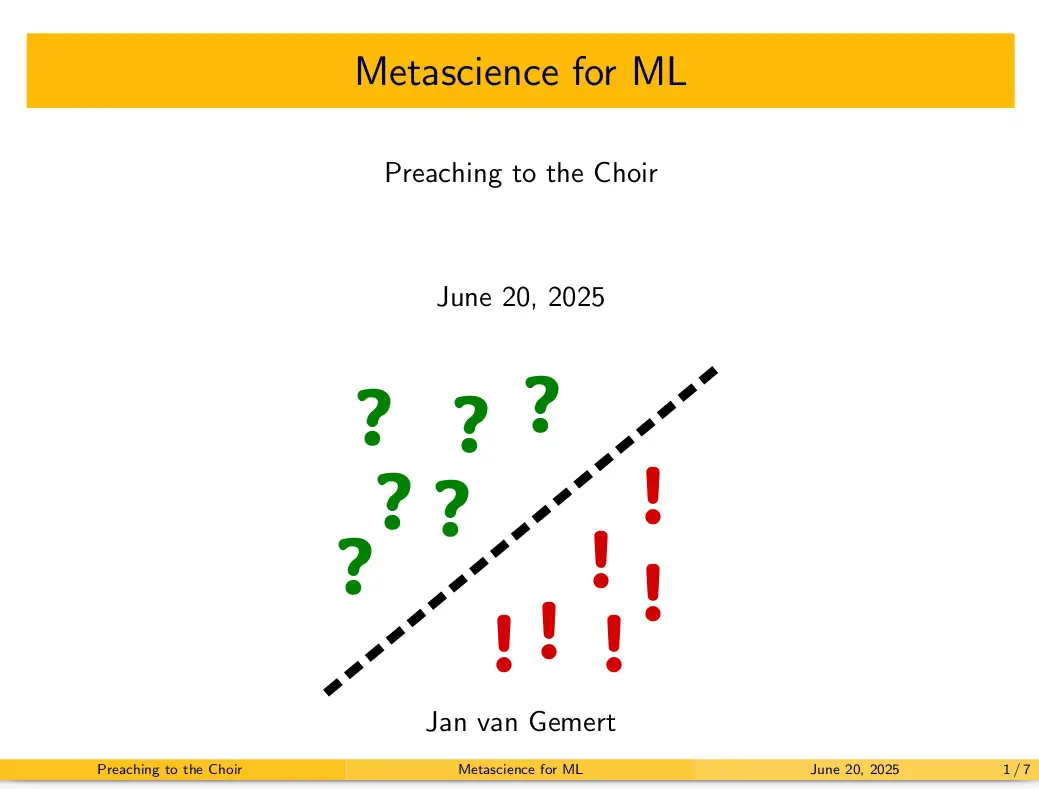 Metascience for ML
Preaching to the Choir
June 20, 2025
? ? ?
? ?
?
!
!
!
! ! !
Jan van Gemert
Preaching to the Choir Metascience for ML June 20, 2025 1 / 7